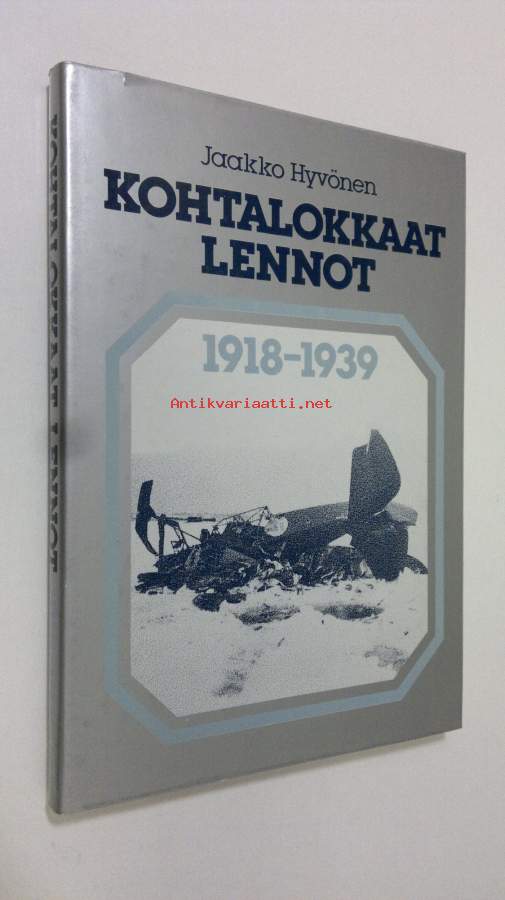 Jaakko Hyvönen
KOHTALOKKAAT
LENNOT
1918–1939
Antikvariaatti.net
KOHTALOKKAAT LENNOT